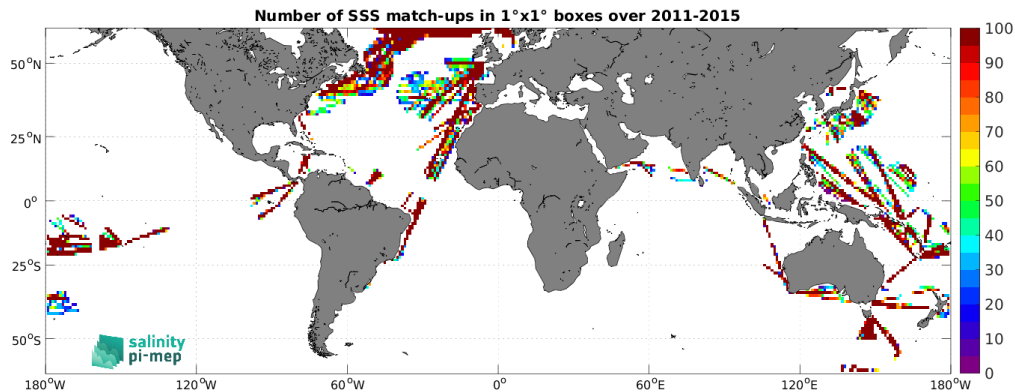 Number of SSS match-ups in 1°x1° boxes over 2011-2015
50°N
25°N
0°
25°S
50°S
180°W
120°W
60°W
0°
60°E
120°E
180°W
100
90
80
70
60
50
40
30
20
10
0
salinity
pi-mep